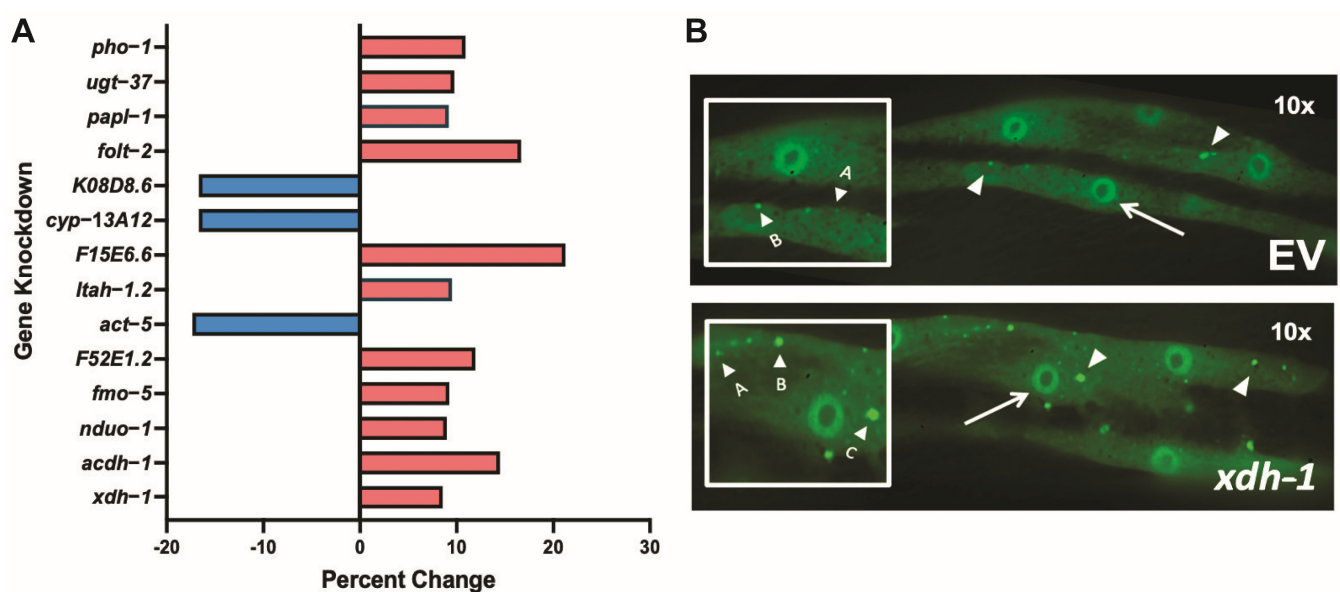 A
Gene Knockdown
pho−1
ugt−37
papl−1
folt−2
K08D8.6
cyp−13A12
F15E6.6
ltah−1.2
act−5
F52E1.2
fmo−5
nduo−1
acdh−1
xdh−1
-20 -10 0 10 20 30
Percent Change
B
10x
A
B
EV
10x
A
B
C
xdh-1